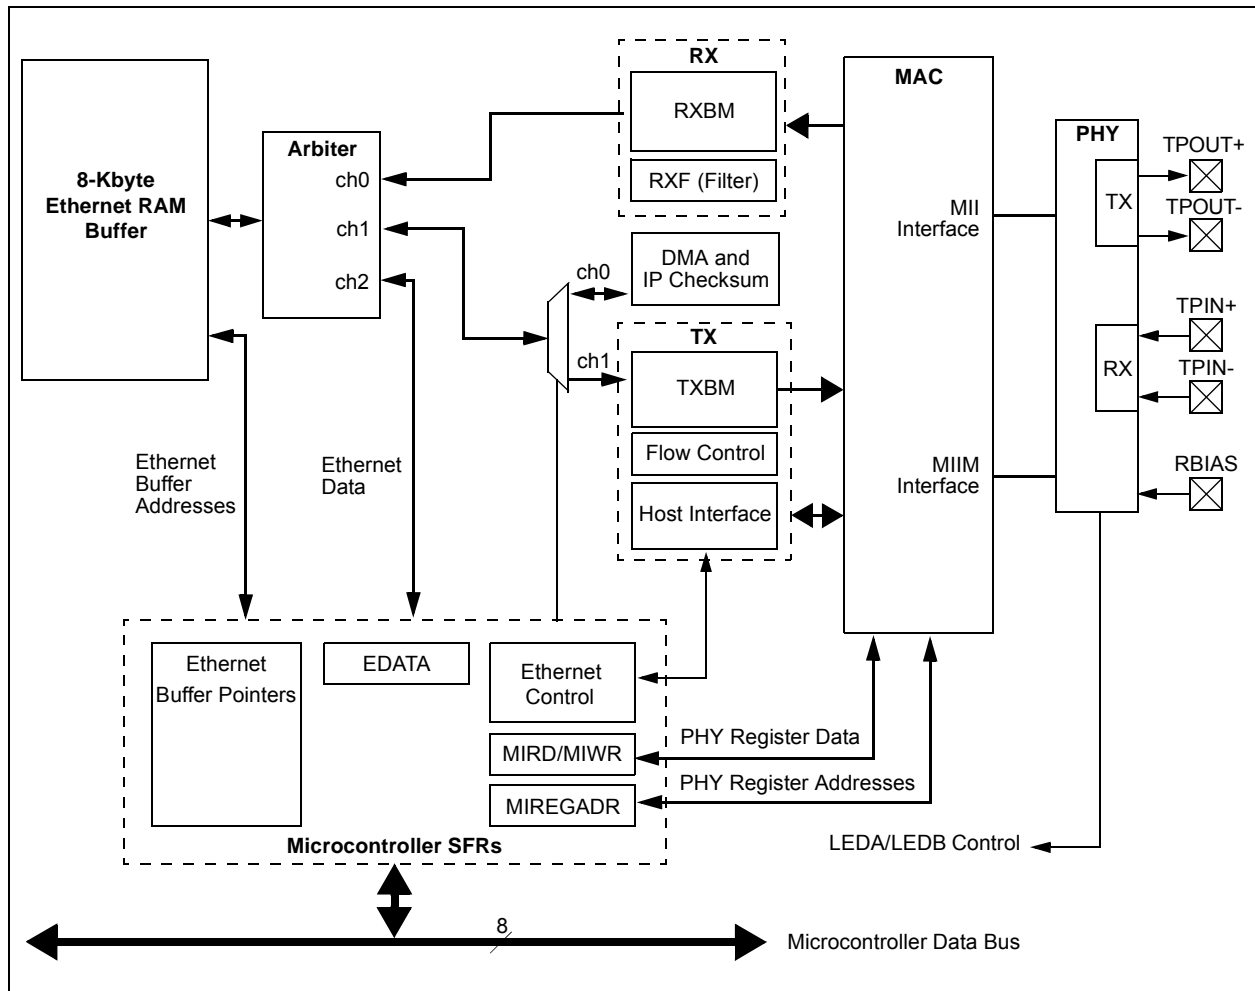 8-Kbyte
Ethernet RAM
Buffer
Arbiter
ch0
ch1
ch2
RX
RXBM
RXF (Filter)
DMA and
IP Checksum
ch0
ch1
TX
TXBM
Flow Control
Host Interface
MAC
MII
Interface
MIIM
Interface
PHY
TX
RX
TPOUT+
TPOUT-
TPIN+
TPIN-
RBIAS
Ethernet
Buffer
Addresses
Ethernet
Data
Ethernet
Buffer Pointers
EDATA
Ethernet
Control
MIRD/MIWR
MIREGADR
Microcontroller SFRs
PHY Register Data
PHY Register Addresses
LEDA/LEDB Control
8
Microcontroller Data Bus